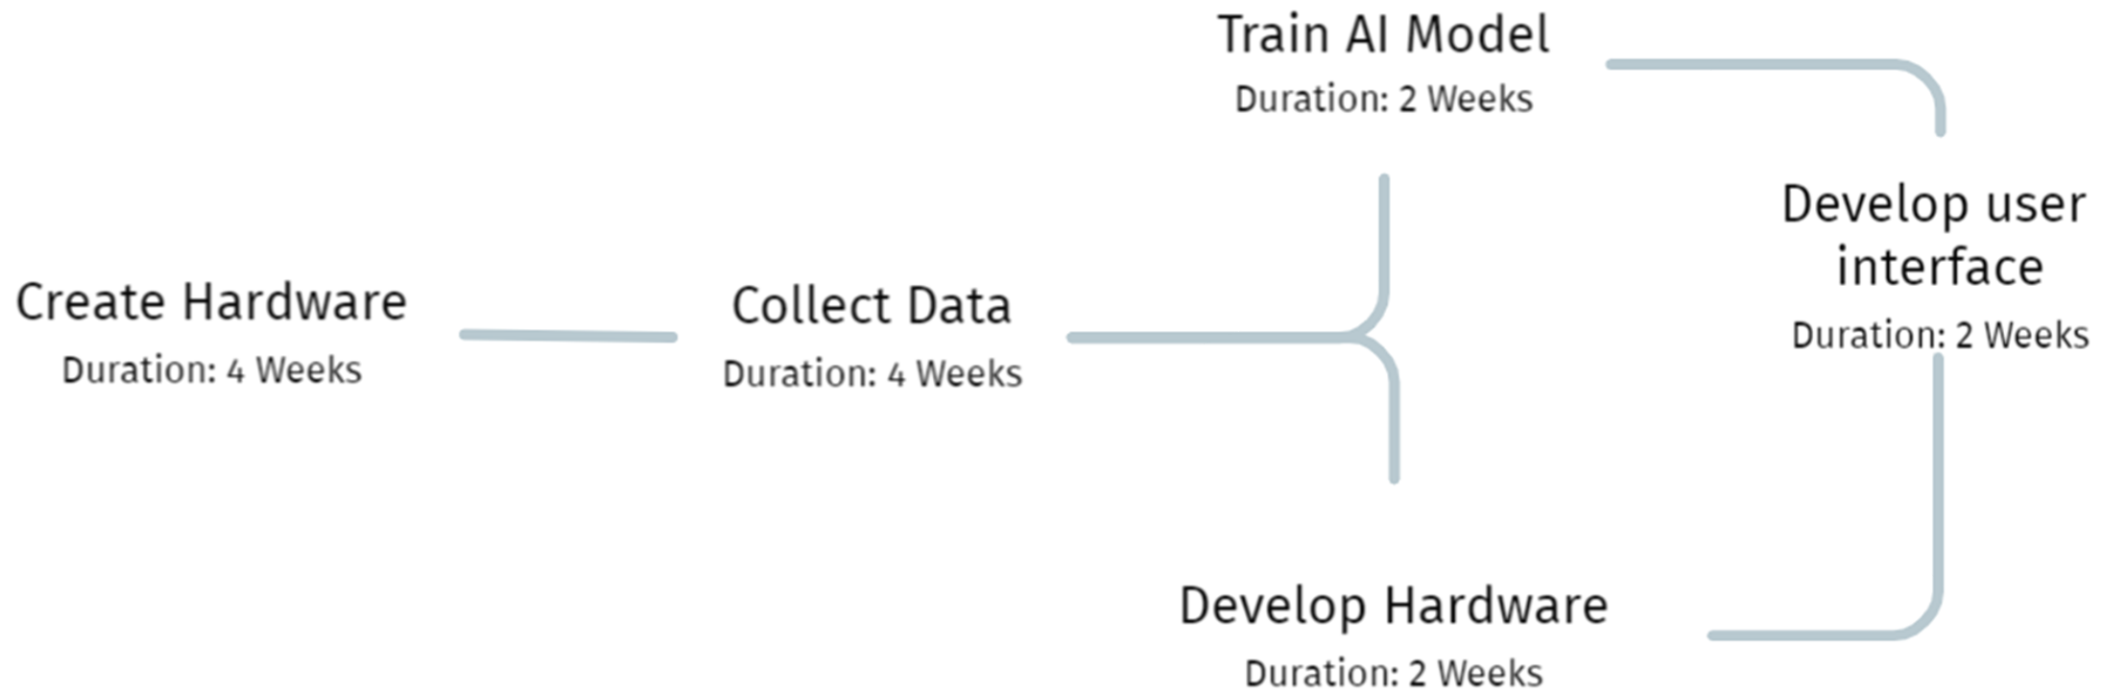 Create Hardware
Duration: 4 Weeks
Collect Data
Duration: 4 Weeks
Train AI Model
Duration: 2 Weeks
Develop Hardware
Duration: 2 Weeks
Develop user
interface
Duration: 2 Weeks